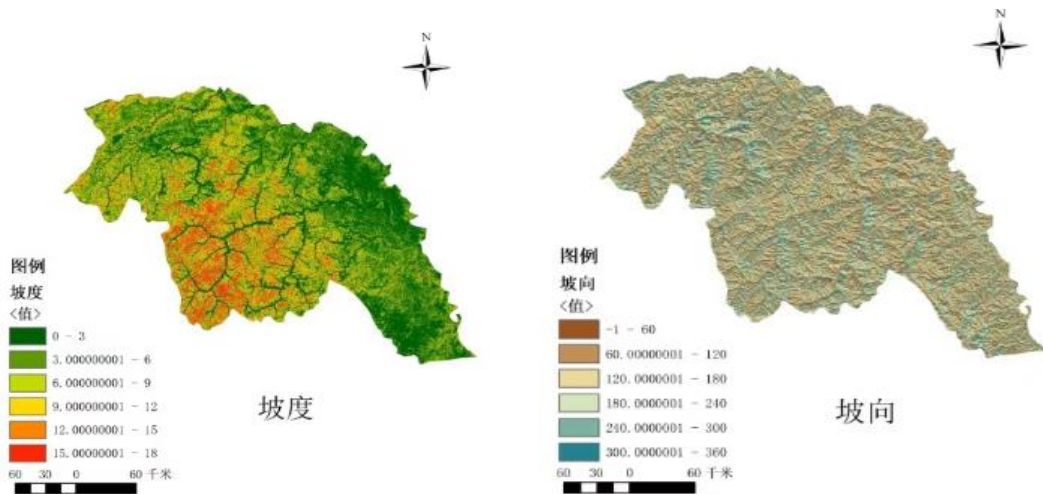 N
图例
坡度
<值>
0 - 3
3.00000001 - 6
6.00000001 - 9
9.00000001 - 12
12.0000001 - 15
15.0000001 - 18
60 30 0 60 千米
坡度
N
图例
坡向
<值>
-1 - 60
60.0000001 - 120
120.0000001 - 180
180.0000001 - 240
240.0000001 - 300
300.0000001 - 360
60 30 0 60 千米
坡向